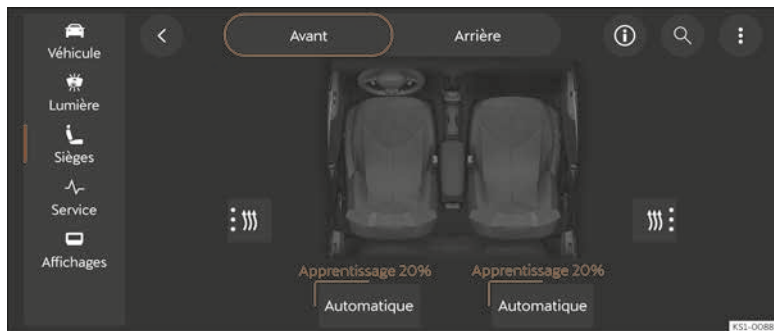 Avant
Arrière
Véhicule
Lumière
Sièges
Service
Affichages
Apprentissage 20%
Apprentissage 20%
Automatique
Automatique
KS1-0088